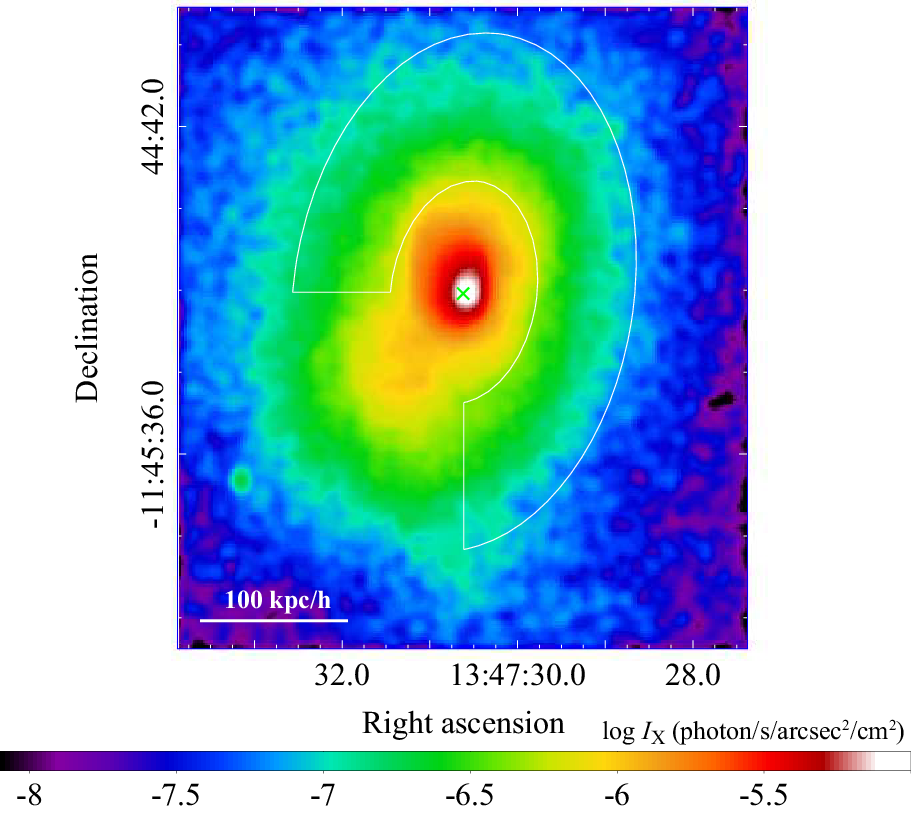 44:42.0
Declination
-11:45:36.0
100 kpc/h
32.0 13:47:30.0 28.0
Right ascension
log I_X (photon/s/arcsec²/cm²)
-8 -7.5 -7 -6.5 -6 -5.5